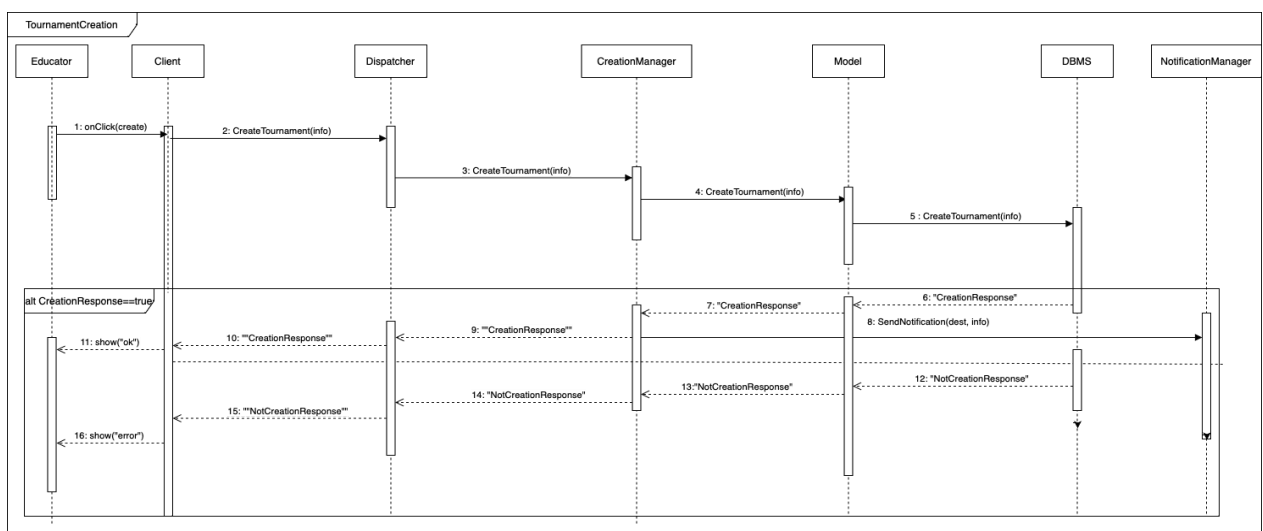 TournamentCreation
Educator
Client
Dispatcher
CreationManager
Model
DBMS
NotificationManager
1: onClick(create)
2: CreateTournament(info)
3: CreateTournament(info)
4: CreateTournament(info)
5 : CreateTournament(info)
alt CreationResponse==true
6: "CreationResponse"
7: "CreationResponse"
8: SendNotification(dest, info)
9: ""CreationResponse""
10: ""CreationResponse""
11: show("ok")
12: "NotCreationResponse"
13:"NotCreationResponse"
14: "NotCreationResponse"
15: ""NotCreationResponse""
16: show("error")